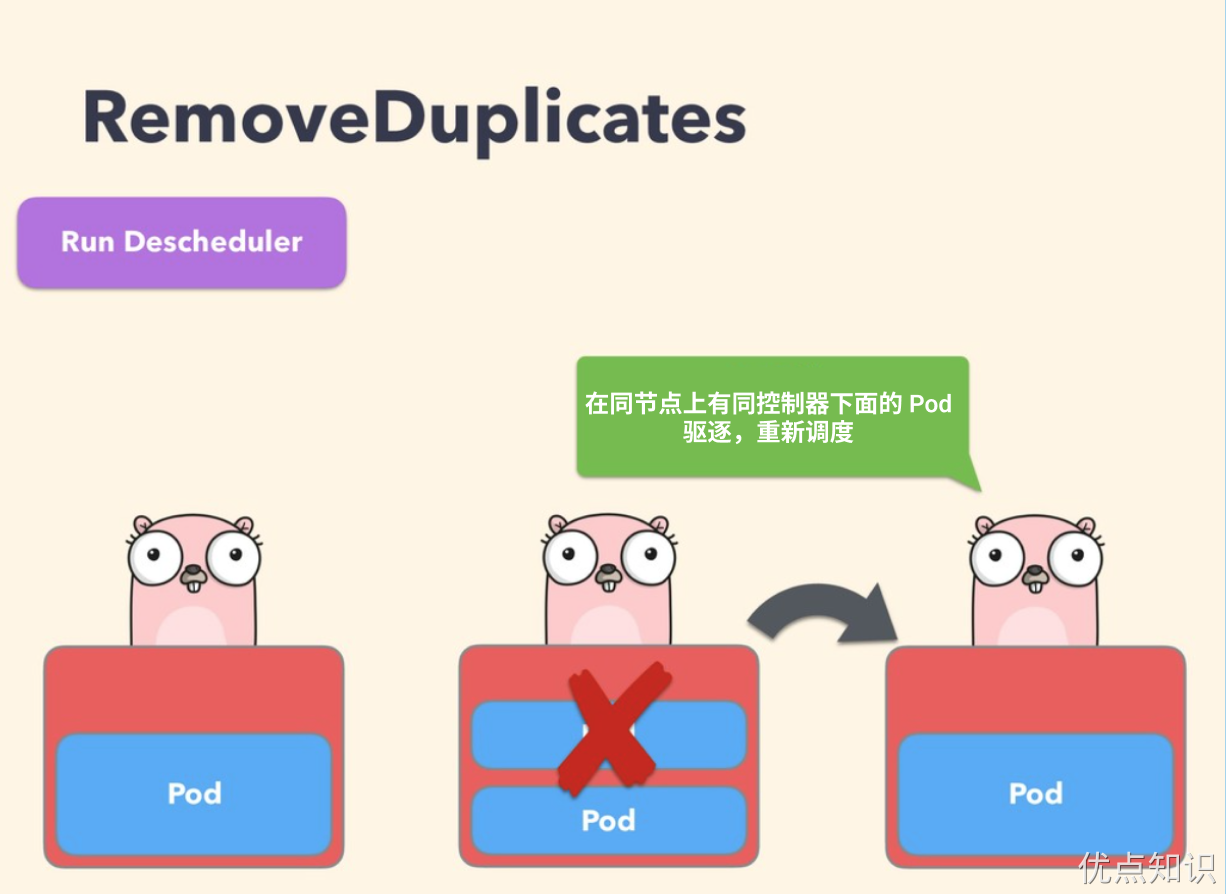 RemoveDuplicates
Run Descheduler
在同节点上有同控制器下面的 Pod
驱逐，重新调度
Pod
Pod
Pod
优点知识